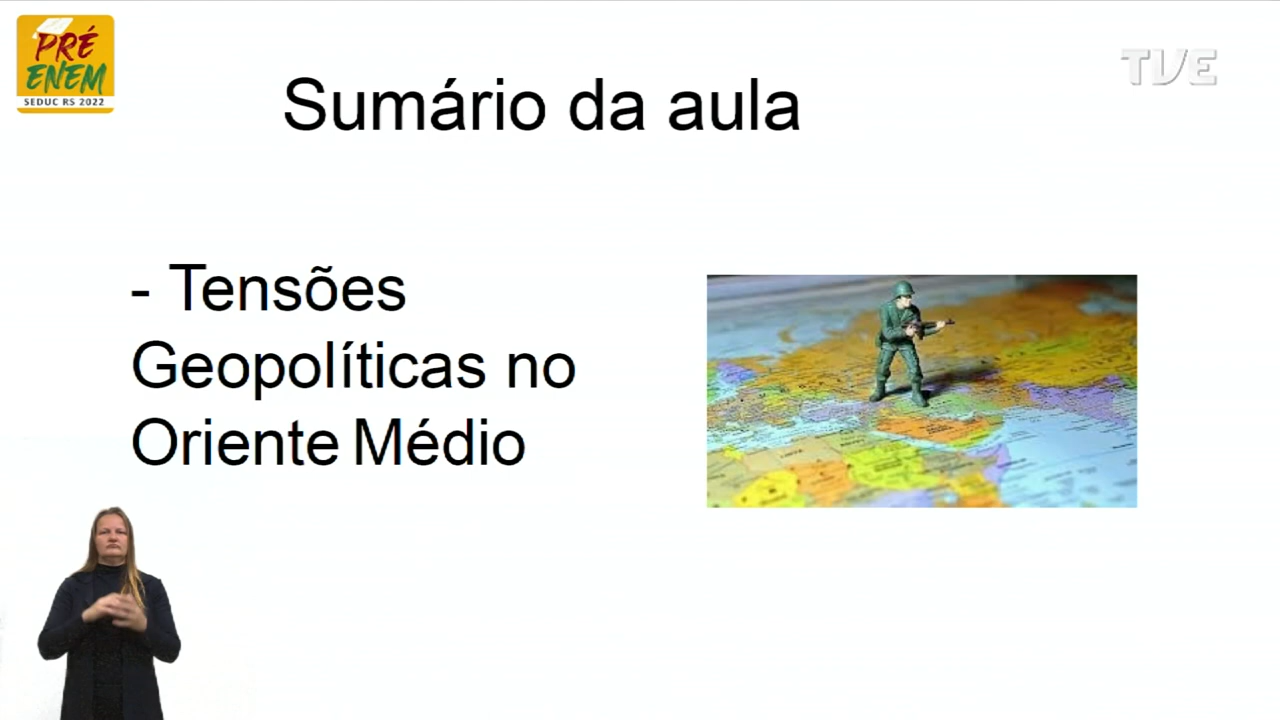 PRÉ
ENEM
SEDUC RS 2022
TVE
Sumário da aula
- Tensões
Geopolíticas no
Oriente Médio